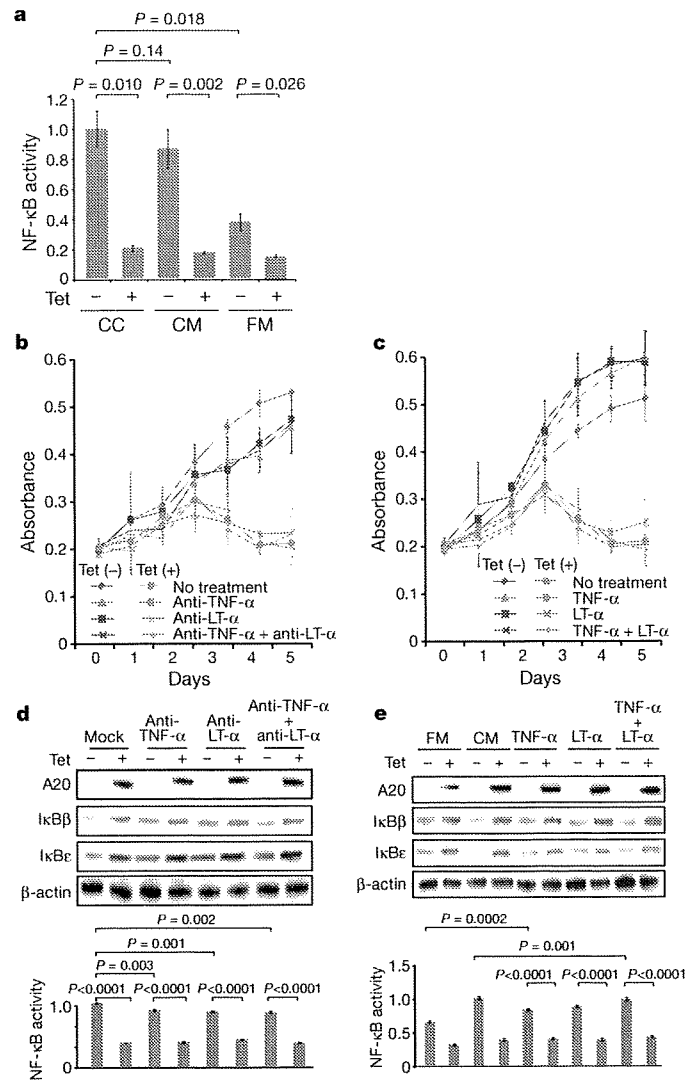 a
P = 0.018
P = 0.14
P = 0.010 P = 0.002 P = 0.026
NF-κB activity
1.2
1.0
0.8
0.6
0.4
0.2
0
Tet − + − + − +
CC CM FM
b
Absorbance
0.6
0.5
0.4
0.3
0.2
0.1
0
Tet (−) Tet (+)
No treatment
Anti-TNF-α
Anti-LT-α
Anti-TNF-α + anti-LT-α
0 1 2 3 4 5
Days
c
Absorbance
0.6
0.5
0.4
0.3
0.2
0.1
0
Tet (−) Tet (+)
No treatment
TNF-α
LT-α
TNF-α + LT-α
0 1 2 3 4 5
Days
d
Mock Anti-TNF-α Anti-LT-α Anti-TNF-α + anti-LT-α
Tet − + − + − + − +
A20
IκBβ
IκBε
β-actin
P = 0.002
P = 0.001
P = 0.003
P<0.0001 P<0.0001 P<0.0001 P<0.0001
NF-κB activity
1.0
0
e
FM CM TNF-α LT-α TNF-α + LT-α
Tet − + − + − + − + − +
A20
IκBβ
IκBε
β-actin
P = 0.0002
P = 0.001
P<0.0001 P<0.0001 P<0.0001
NF-κB activity
1.5
1.0
0.5
0